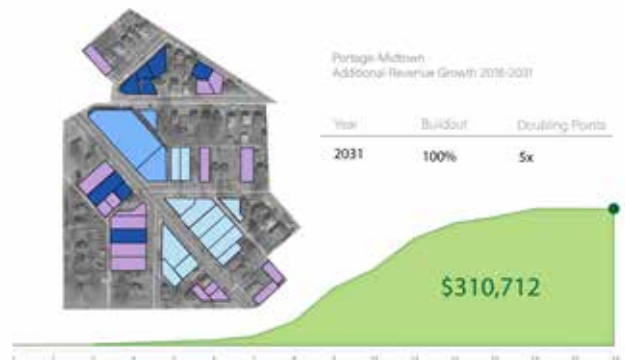 Portage-Midtown
Additional Revenue Growth 2016-2031
Year Buildout Doubling Points
2031 100% 5x
$310,712